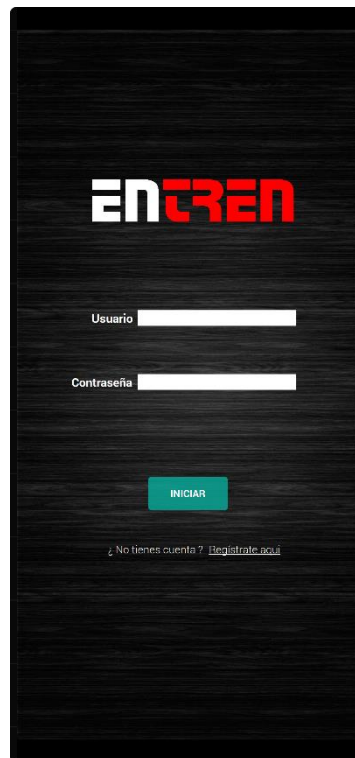 ENTREN
Usuario
Contraseña
INICIAR
¿ No tienes cuenta ? Regístrate aquí